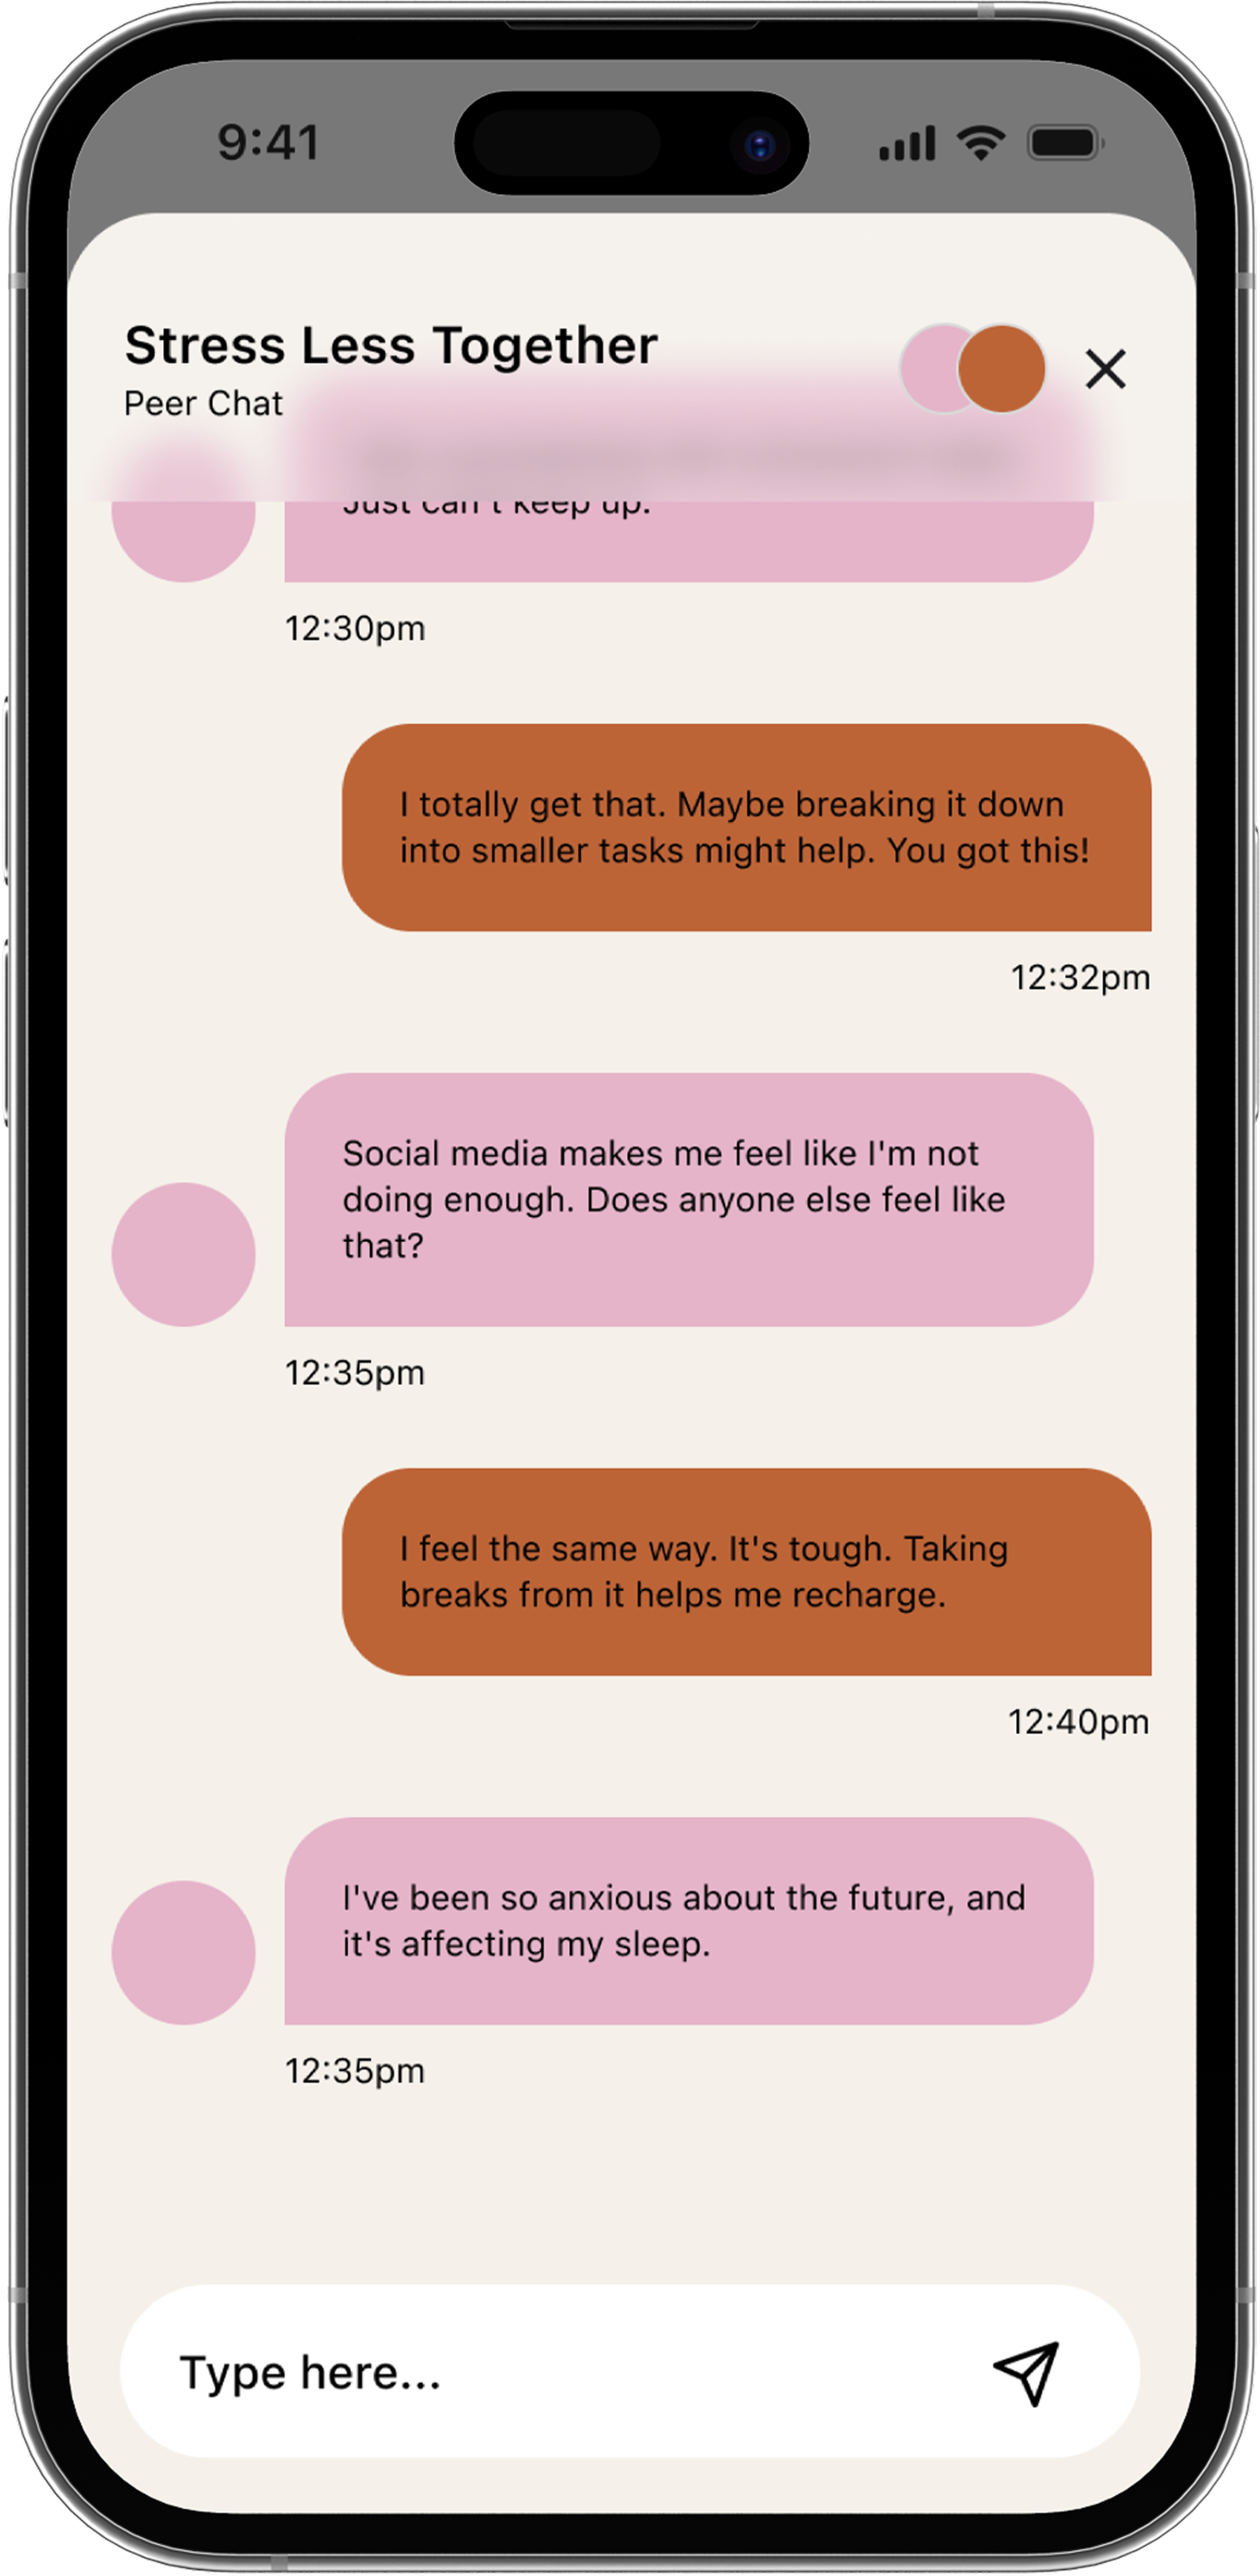 9:41
Stress Less Together
Peer Chat
Just can't keep up.
12:30pm
I totally get that. Maybe breaking it down
into smaller tasks might help. You got this!
12:32pm
Social media makes me feel like I'm not
doing enough. Does anyone else feel like
that?
12:35pm
I feel the same way. It's tough. Taking
breaks from it helps me recharge.
12:40pm
I've been so anxious about the future, and
it's affecting my sleep.
12:35pm
Type here...